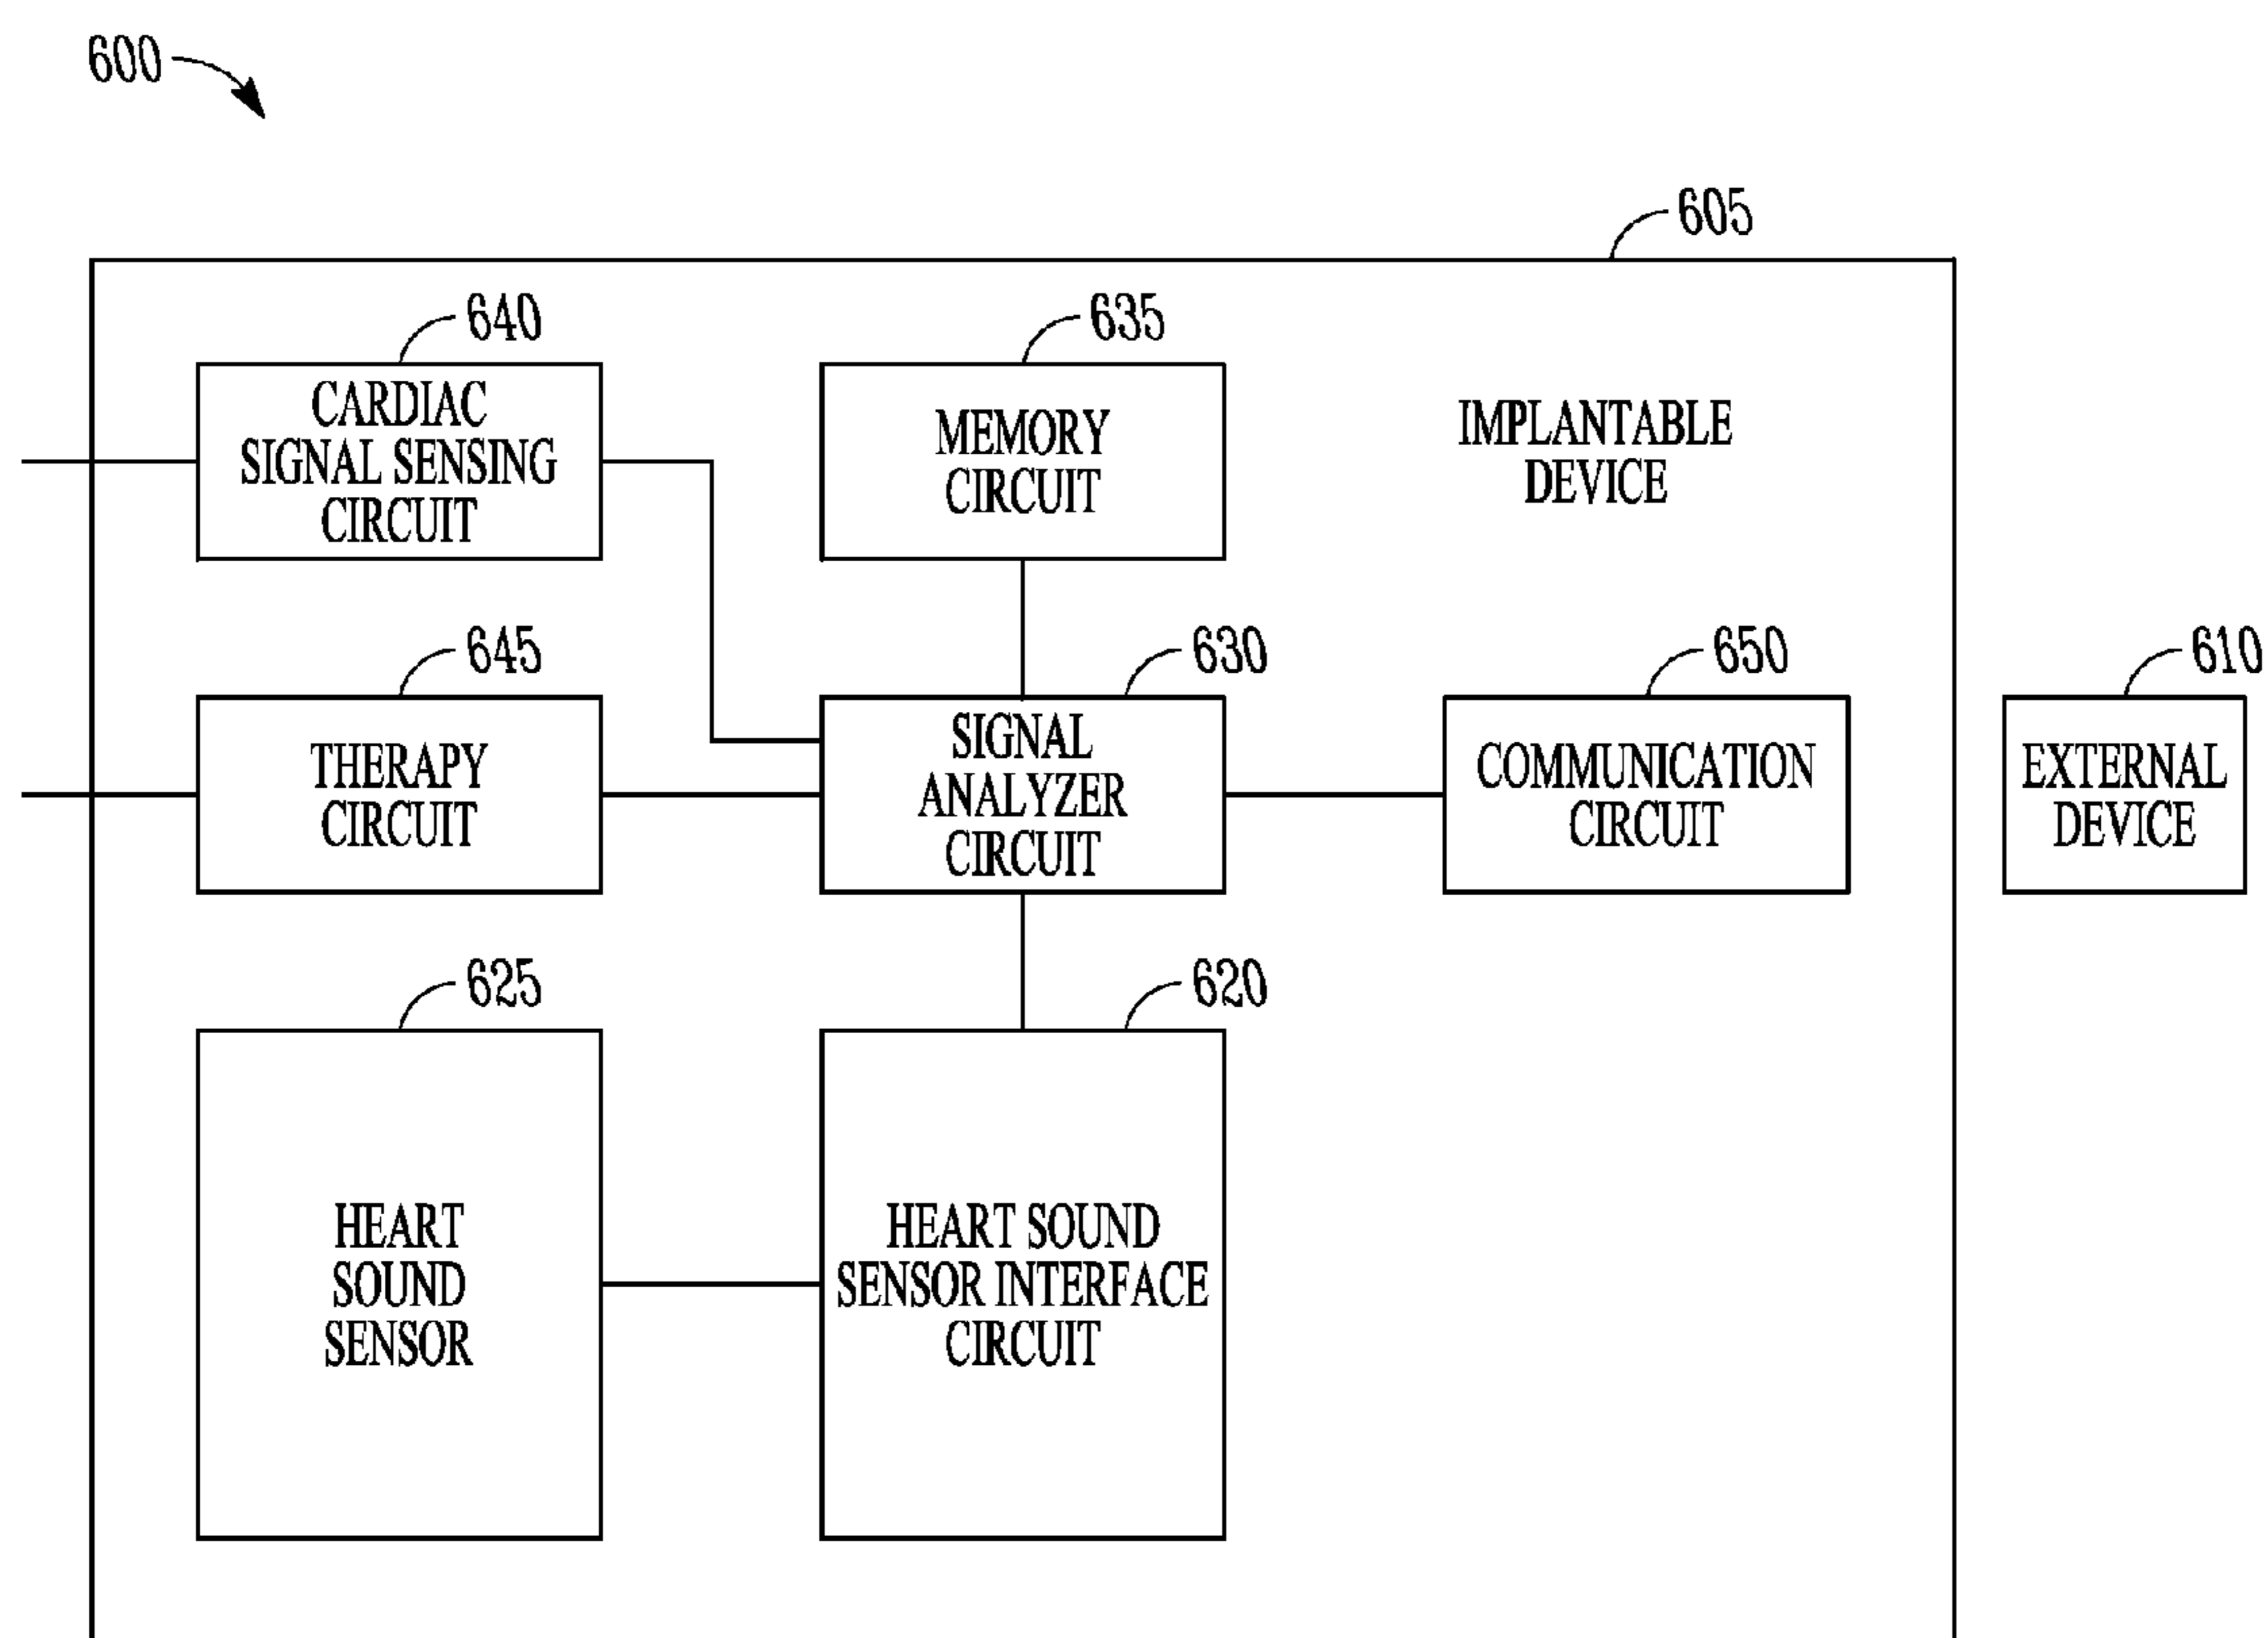 600
605
640
635
CARDIAC
SIGNAL SENSING
CIRCUIT
MEMORY
CIRCUIT
IMPLANTABLE
DEVICE
645
630
650
610
THERAPY
CIRCUIT
SIGNAL
ANALYZER
CIRCUIT
COMMUNICATION
CIRCUIT
EXTERNAL
DEVICE
625
620
HEART
SOUND
SENSOR
HEART SOUND
SENSOR INTERFACE
CIRCUIT